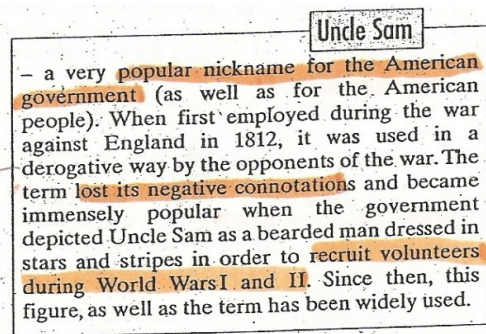 Uncle Sam
– a very popular nickname for the American
government (as well as for the American
people). When first employed during the war
against England in 1812, it was used in a
derogative way by the opponents of the war. The
term lost its negative connotations and became
immensely popular when the government
depicted Uncle Sam as a bearded man dressed in
stars and stripes in order to recruit volunteers
during World Wars I and II. Since then, this
figure, as well as the term has been widely used.